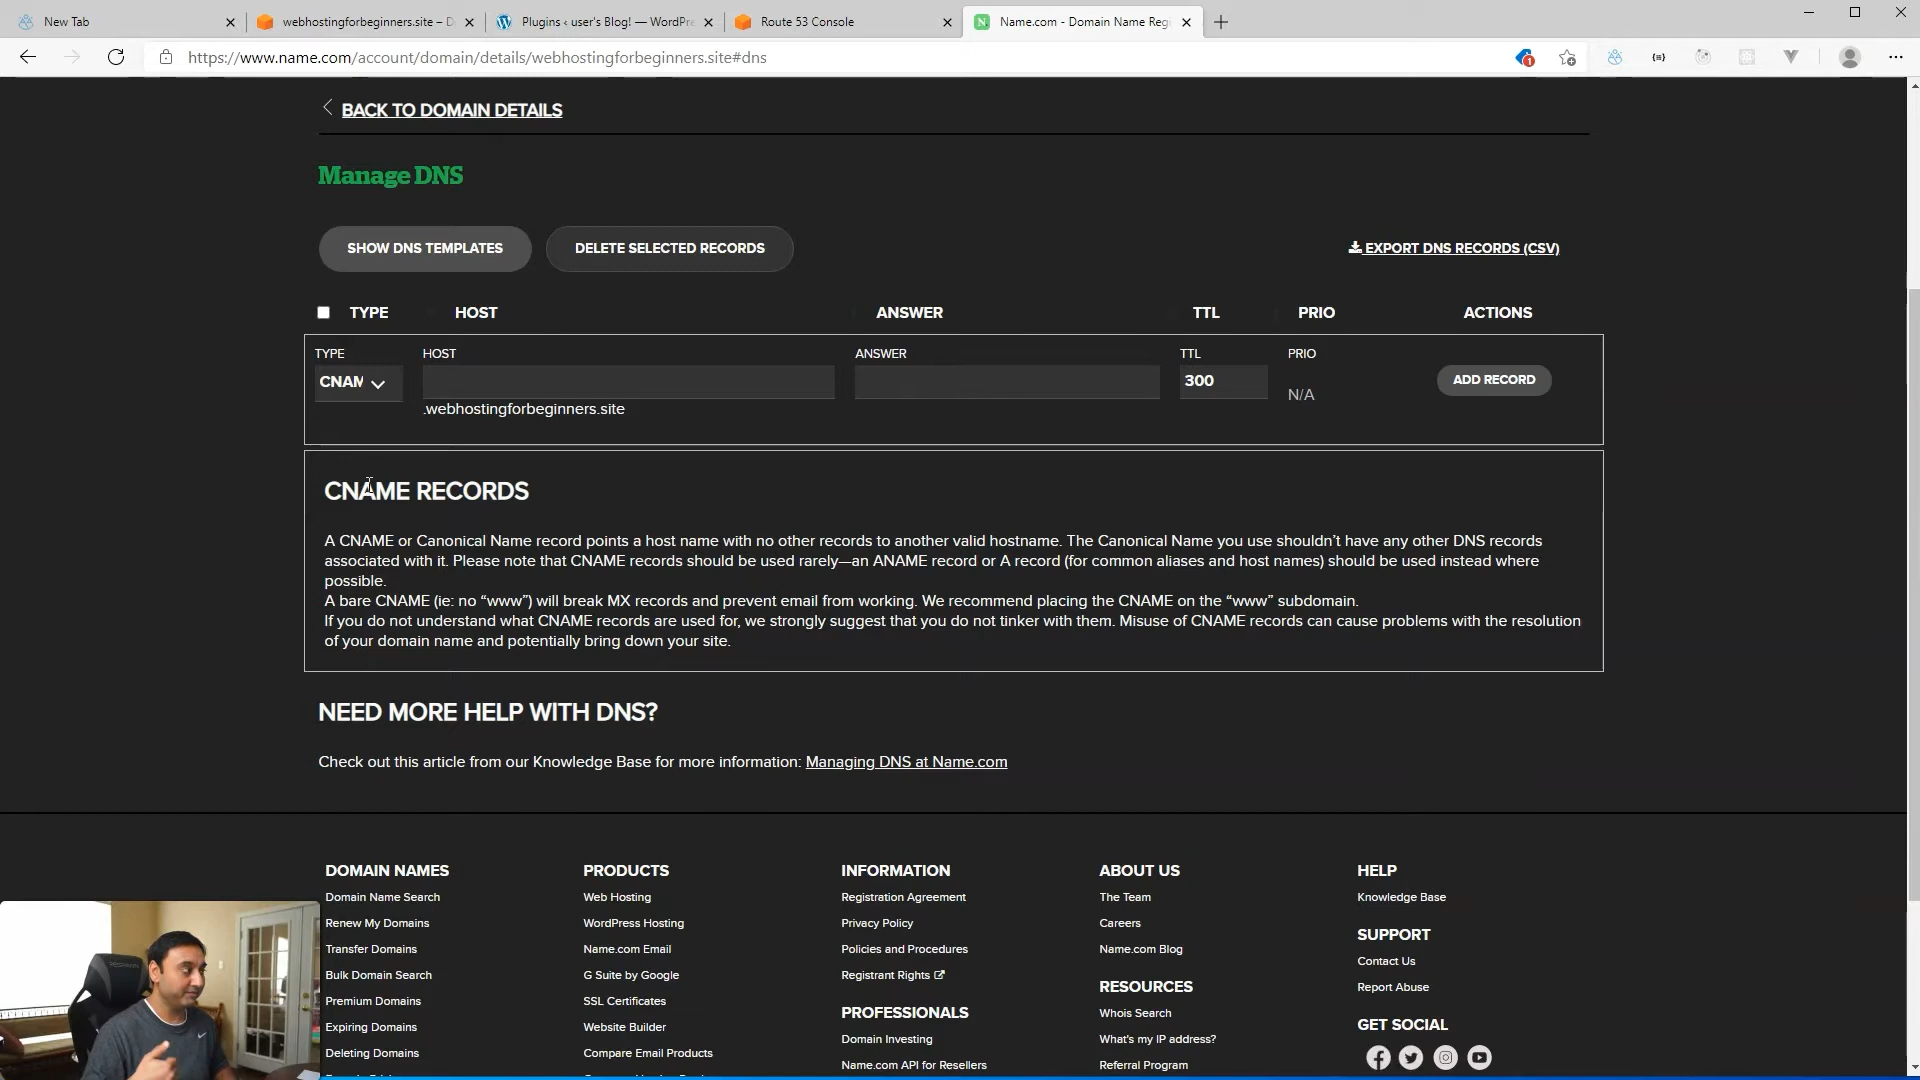 New Tab
webhostingforbeginners.site – D
Plugins ‹ user's Blog! — WordPre
Route 53 Console
Name.com - Domain Name Reg
https://www.name.com/account/domain/details/webhostingforbeginners.site#dns
1
BACK TO DOMAIN DETAILS
Manage DNS
SHOW DNS TEMPLATES
DELETE SELECTED RECORDS
EXPORT DNS RECORDS (CSV)
TYPE HOST ANSWER TTL PRIO ACTIONS
TYPE HOST ANSWER TTL PRIO
CNAM 300 N/A ADD RECORD
.webhostingforbeginners.site
CNAME RECORDS
A CNAME or Canonical Name record points a host name with no other records to another valid hostname. The Canonical Name you use shouldn't have any other DNS records
associated with it. Please note that CNAME records should be used rarely—an ANAME record or A record (for common aliases and host names) should be used instead where
possible.
A bare CNAME (ie: no “www”) will break MX records and prevent email from working. We recommend placing the CNAME on the “www” subdomain.
If you do not understand what CNAME records are used for, we strongly suggest that you do not tinker with them. Misuse of CNAME records can cause problems with the resolution
of your domain name and potentially bring down your site.
NEED MORE HELP WITH DNS?
Check out this article from our Knowledge Base for more information: Managing DNS at Name.com
DOMAIN NAMES
Domain Name Search
Renew My Domains
Transfer Domains
Bulk Domain Search
Premium Domains
Expiring Domains
Deleting Domains
PRODUCTS
Web Hosting
WordPress Hosting
Name.com Email
G Suite by Google
SSL Certificates
Website Builder
Compare Email Products
INFORMATION
Registration Agreement
Privacy Policy
Policies and Procedures
Registrant Rights
PROFESSIONALS
Domain Investing
Name.com API for Resellers
ABOUT US
The Team
Careers
Name.com Blog
RESOURCES
Whois Search
What's my IP address?
Referral Program
HELP
Knowledge Base
SUPPORT
Contact Us
Report Abuse
GET SOCIAL